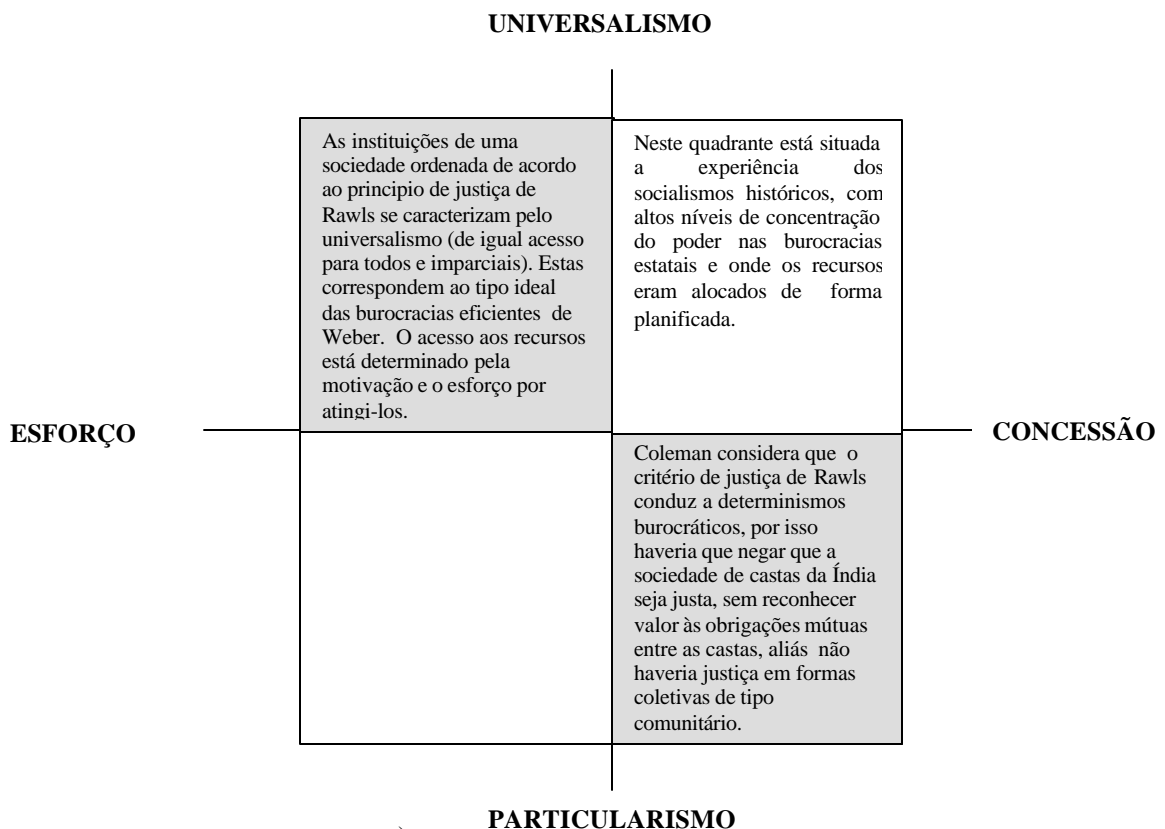 UNIVERSALISMO
As instituições de uma
sociedade ordenada de acordo
ao principio de justiça de
Rawls se caracterizam pelo
universalismo (de igual acesso
para todos e imparciais). Estas
correspondem ao tipo ideal
das burocracias eficientes de
Weber. O acesso aos recursos
está determinado pela
motivação e o esforço por
atingi-los.
Neste quadrante está situada
a experiência dos
socialismos históricos, com
altos níveis de concentração
do poder nas burocracias
estatais e onde os recursos
eram alocados de forma
planificada.
ESFORÇO
CONCESSÃO
Coleman considera que o
critério de justiça de Rawls
conduz a determinismos
burocráticos, por isso
haveria que negar que a
sociedade de castas da Índia
seja justa, sem reconhecer
valor às obrigações mútuas
entre as castas, aliás não
haveria justiça em formas
coletivas de tipo
comunitário.
PARTICULARISMO